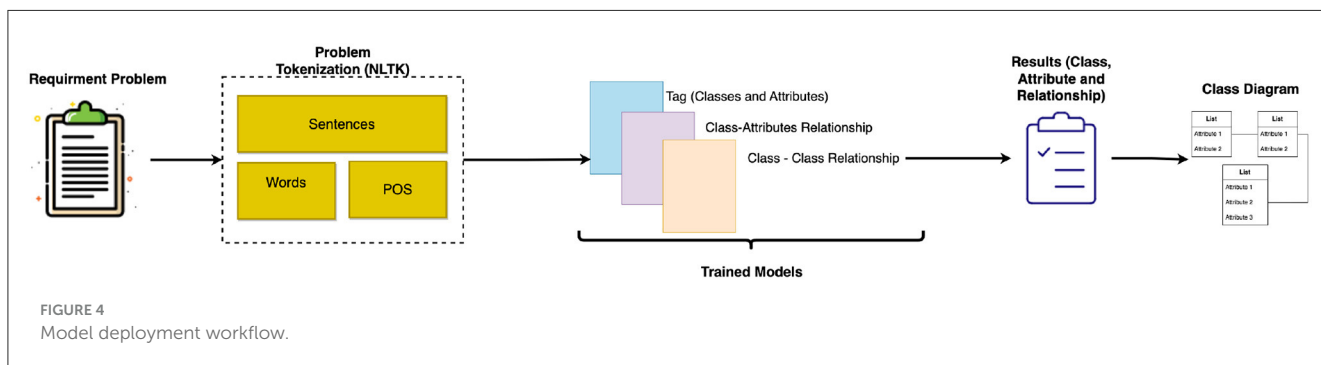 Requirment Problem
Problem
Tokenization (NLTK)
Sentences
Words
POS
Tag (Classes and Attributes)
Class-Attributes Relationship
Class - Class Relationship
Trained Models
Results (Class,
Attribute and
Relationship)
Class Diagram
List
Attribute 1
Attribute 2
List
Attribute 1
Attribute 2
List
Attribute 1
Attribute 2
Attribute 3
FIGURE 4
Model deployment workflow.